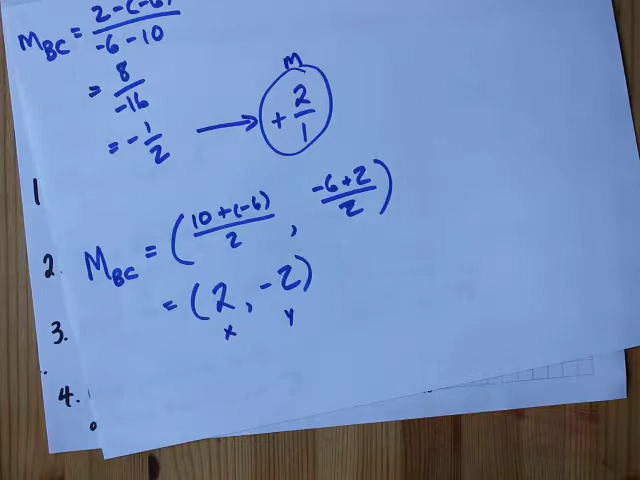 m_BC = 2-(-6) / -6-10
= 8/-16
= -1/2 → + 2/1
m
1
M_BC = (10+(-6) / 2 , -6+2 / 2)
2.
= (2, -2)
x y
3.
4.